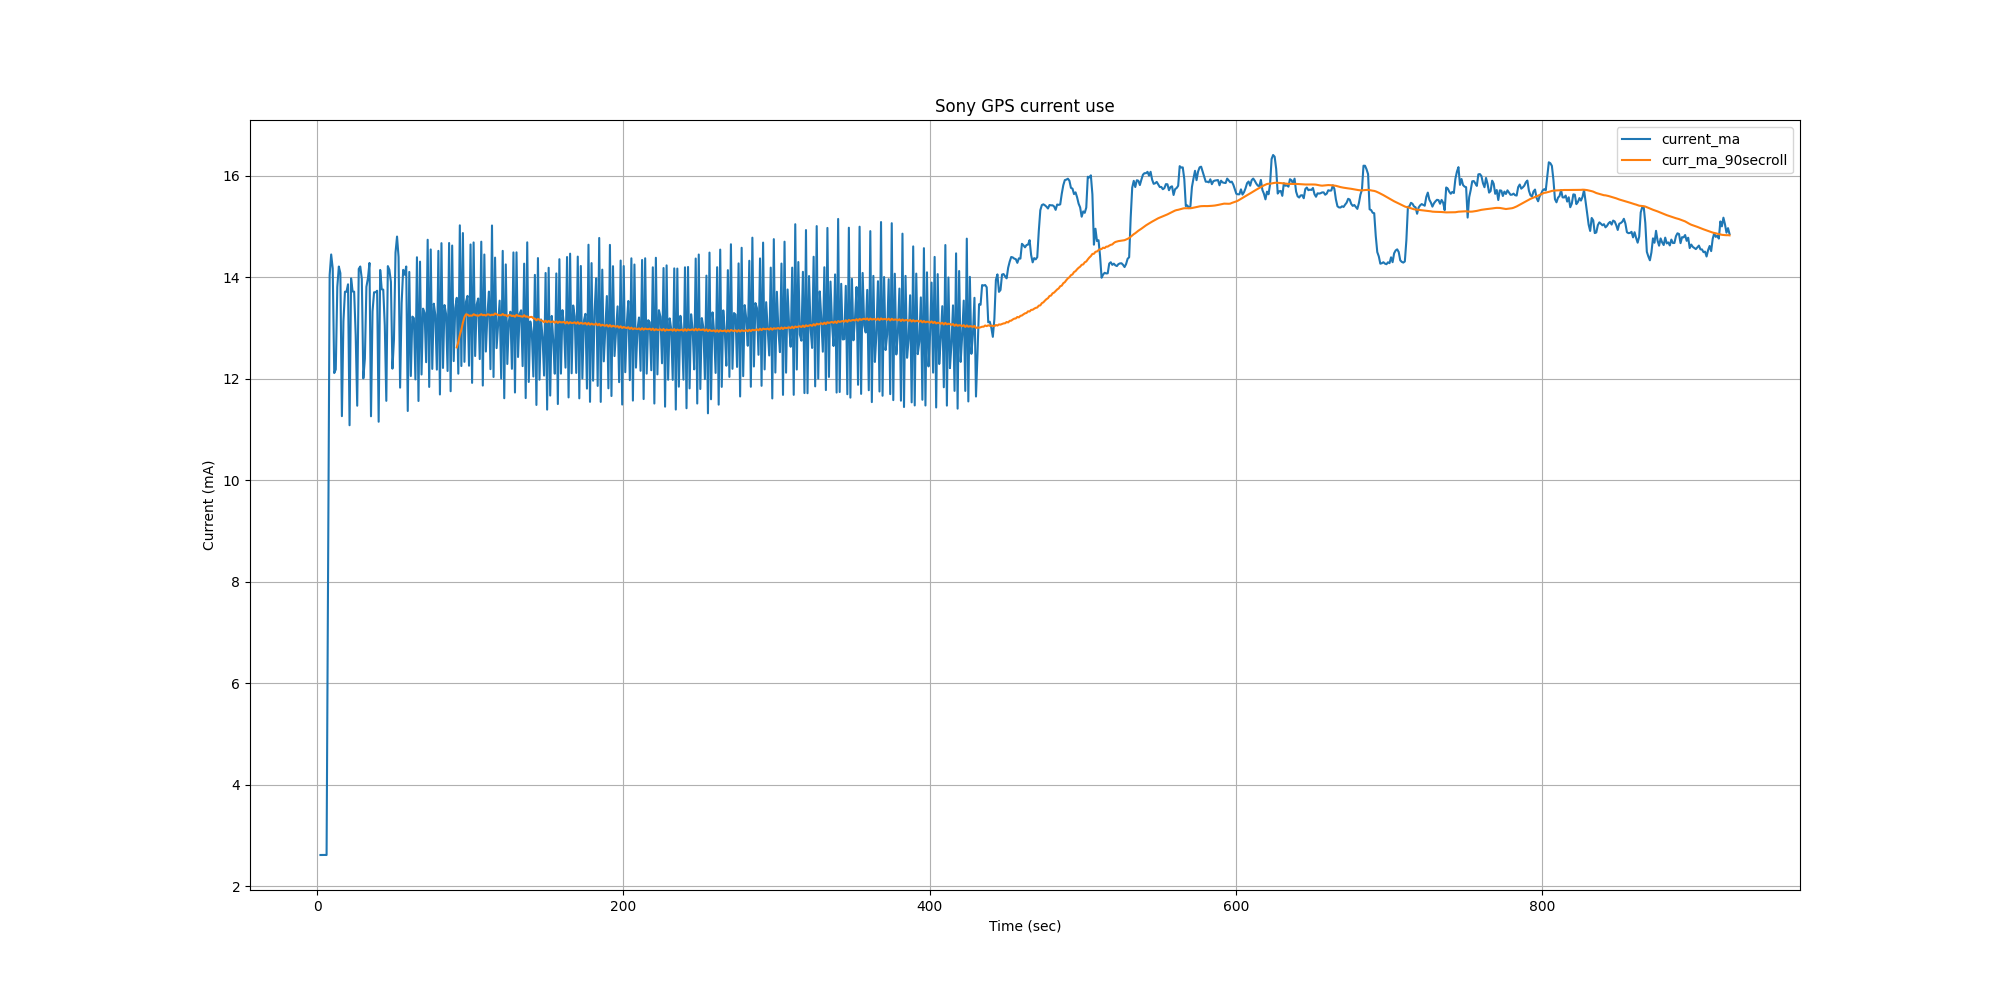 Sony GPS current use
current_ma
curr_ma_90secroll
16
14
12
10
8
6
4
2
Current (mA)
0 200 400 600 800
Time (sec)